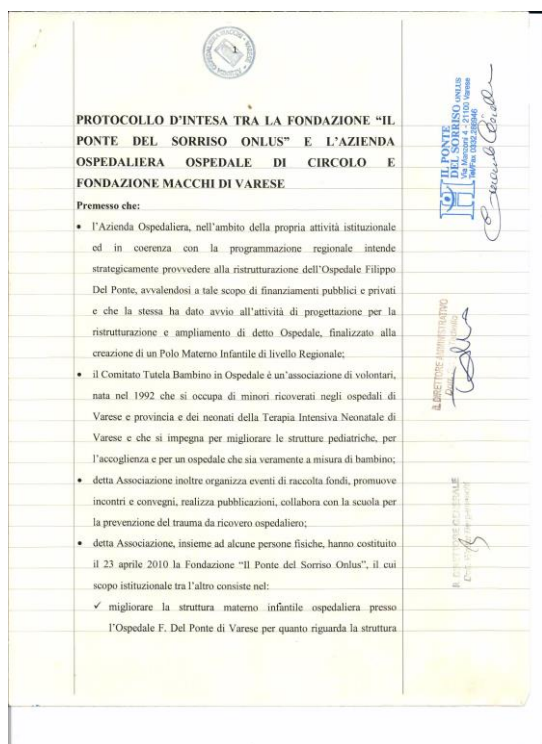 PROTOCOLLO D'INTESA TRA LA FONDAZIONE "IL
PONTE DEL SORRISO ONLUS" E L'AZIENDA
OSPEDALIERA OSPEDALE DI CIRCOLO E
FONDAZIONE MACCHI DI VARESE
Premesso che:
• l'Azienda Ospedaliera, nell'ambito della propria attività istituzionale
ed in coerenza con la programmazione regionale intende
strategicamente provvedere alla ristrutturazione dell'Ospedale Filippo
Del Ponte, avvalendosi a tale scopo di finanziamenti pubblici e privati
e che la stessa ha dato avvio all'attività di progettazione per la
ristrutturazione e ampliamento di detto Ospedale, finalizzato alla
creazione di un Polo Materno Infantile di livello Regionale;
• il Comitato Tutela Bambino in Ospedale è un'associazione di volontari,
nata nel 1992 che si occupa di minori ricoverati negli ospedali di
Varese e provincia e dei neonati della Terapia Intensiva Neonatale di
Varese e che si impegna per migliorare le strutture pediatriche, per
l'accoglienza e per un ospedale che sia veramente a misura di bambino;
• detta Associazione inoltre organizza eventi di raccolta fondi, promuove
incontri e convegni, realizza pubblicazioni, collabora con la scuola per
la prevenzione del trauma da ricovero ospedaliero;
• detta Associazione, insieme ad alcune persone fisiche, hanno costituito
il 23 aprile 2010 la Fondazione "Il Ponte del Sorriso Onlus", il cui
scopo istituzionale tra l'altro consiste nel:
✓ migliorare la struttura materno infantile ospedaliera presso
l'Ospedale F. Del Ponte di Varese per quanto riguarda la struttura
IL PONTE
DEL SORRISO ONLUS
Via Manzoni 4 - 21100 Varese
Tel/Fax 0332.286946
IL DIRETTORE AMMINISTRATIVO
IL DIRETTORE GENERALE